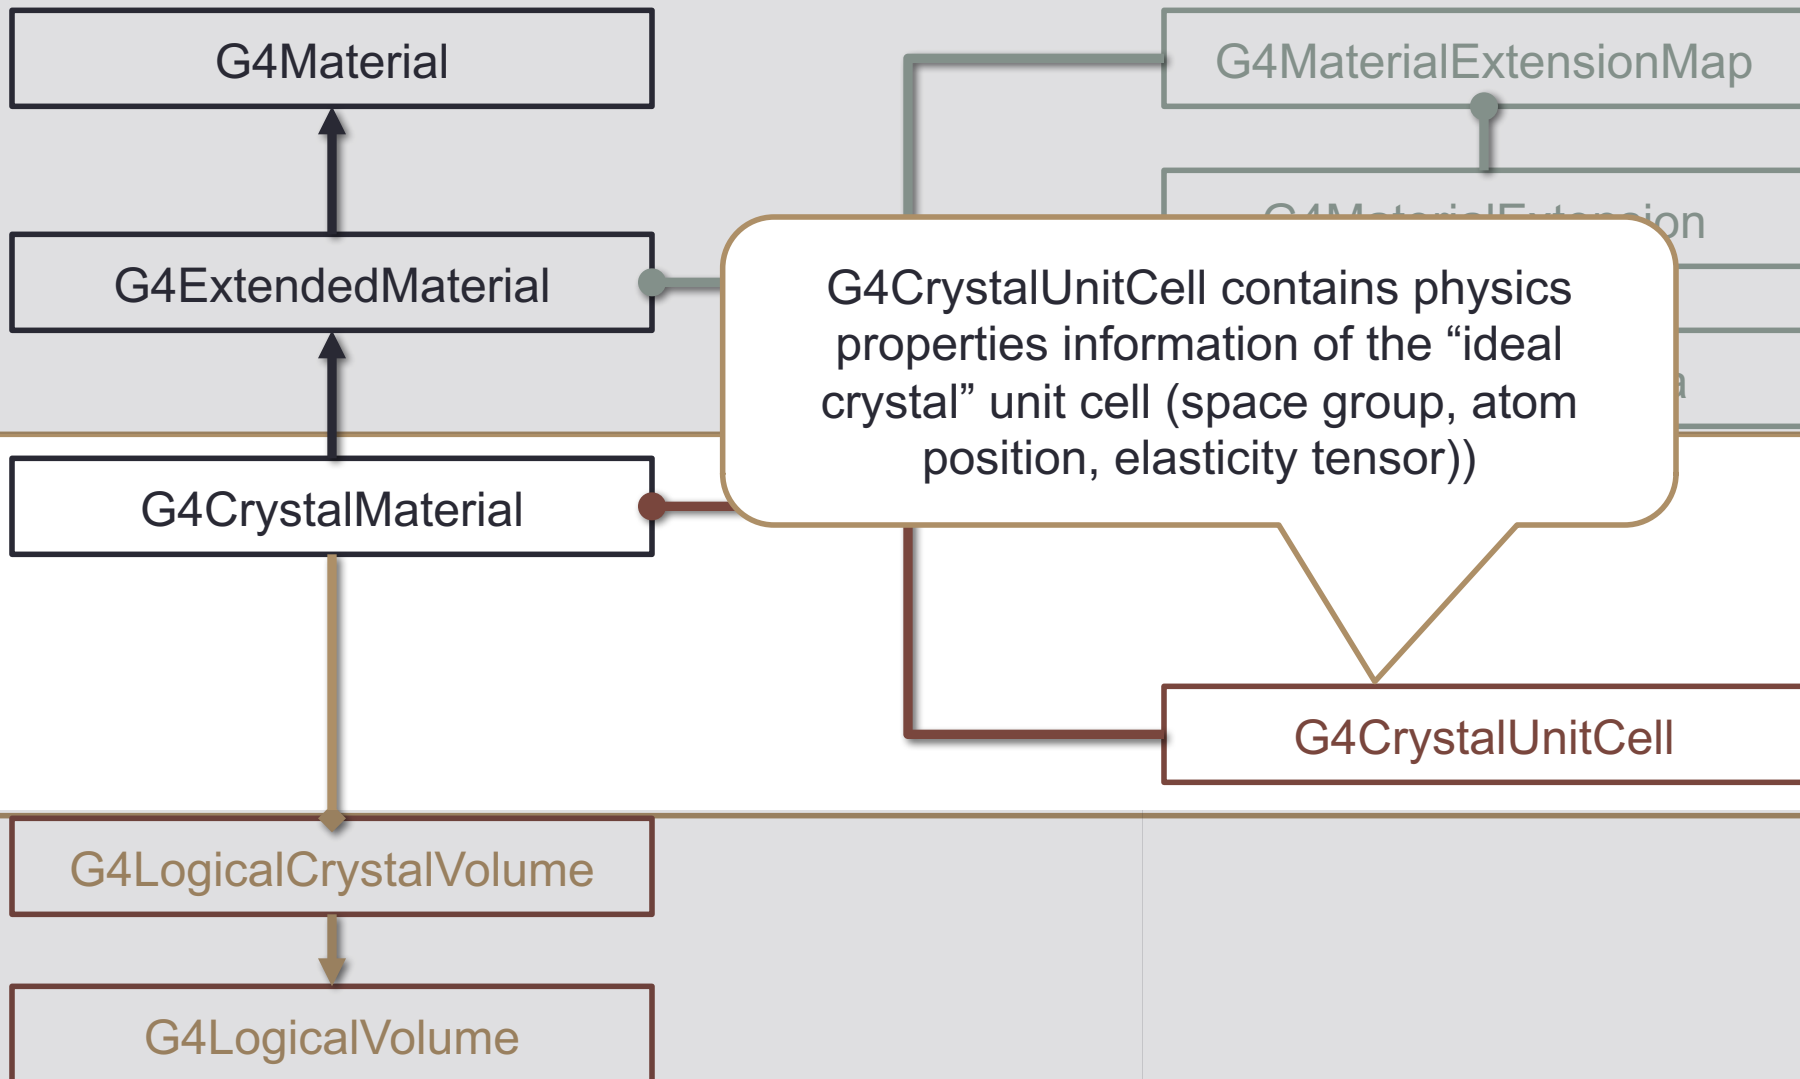 G4Material
G4MaterialExtensionMap
G4ExtendedMaterial
G4CrystalUnitCell contains physics
properties information of the “ideal
crystal” unit cell (space group, atom
position, elasticity tensor))
G4CrystalMaterial
G4CrystalUnitCell
G4LogicalCrystalVolume
G4LogicalVolume